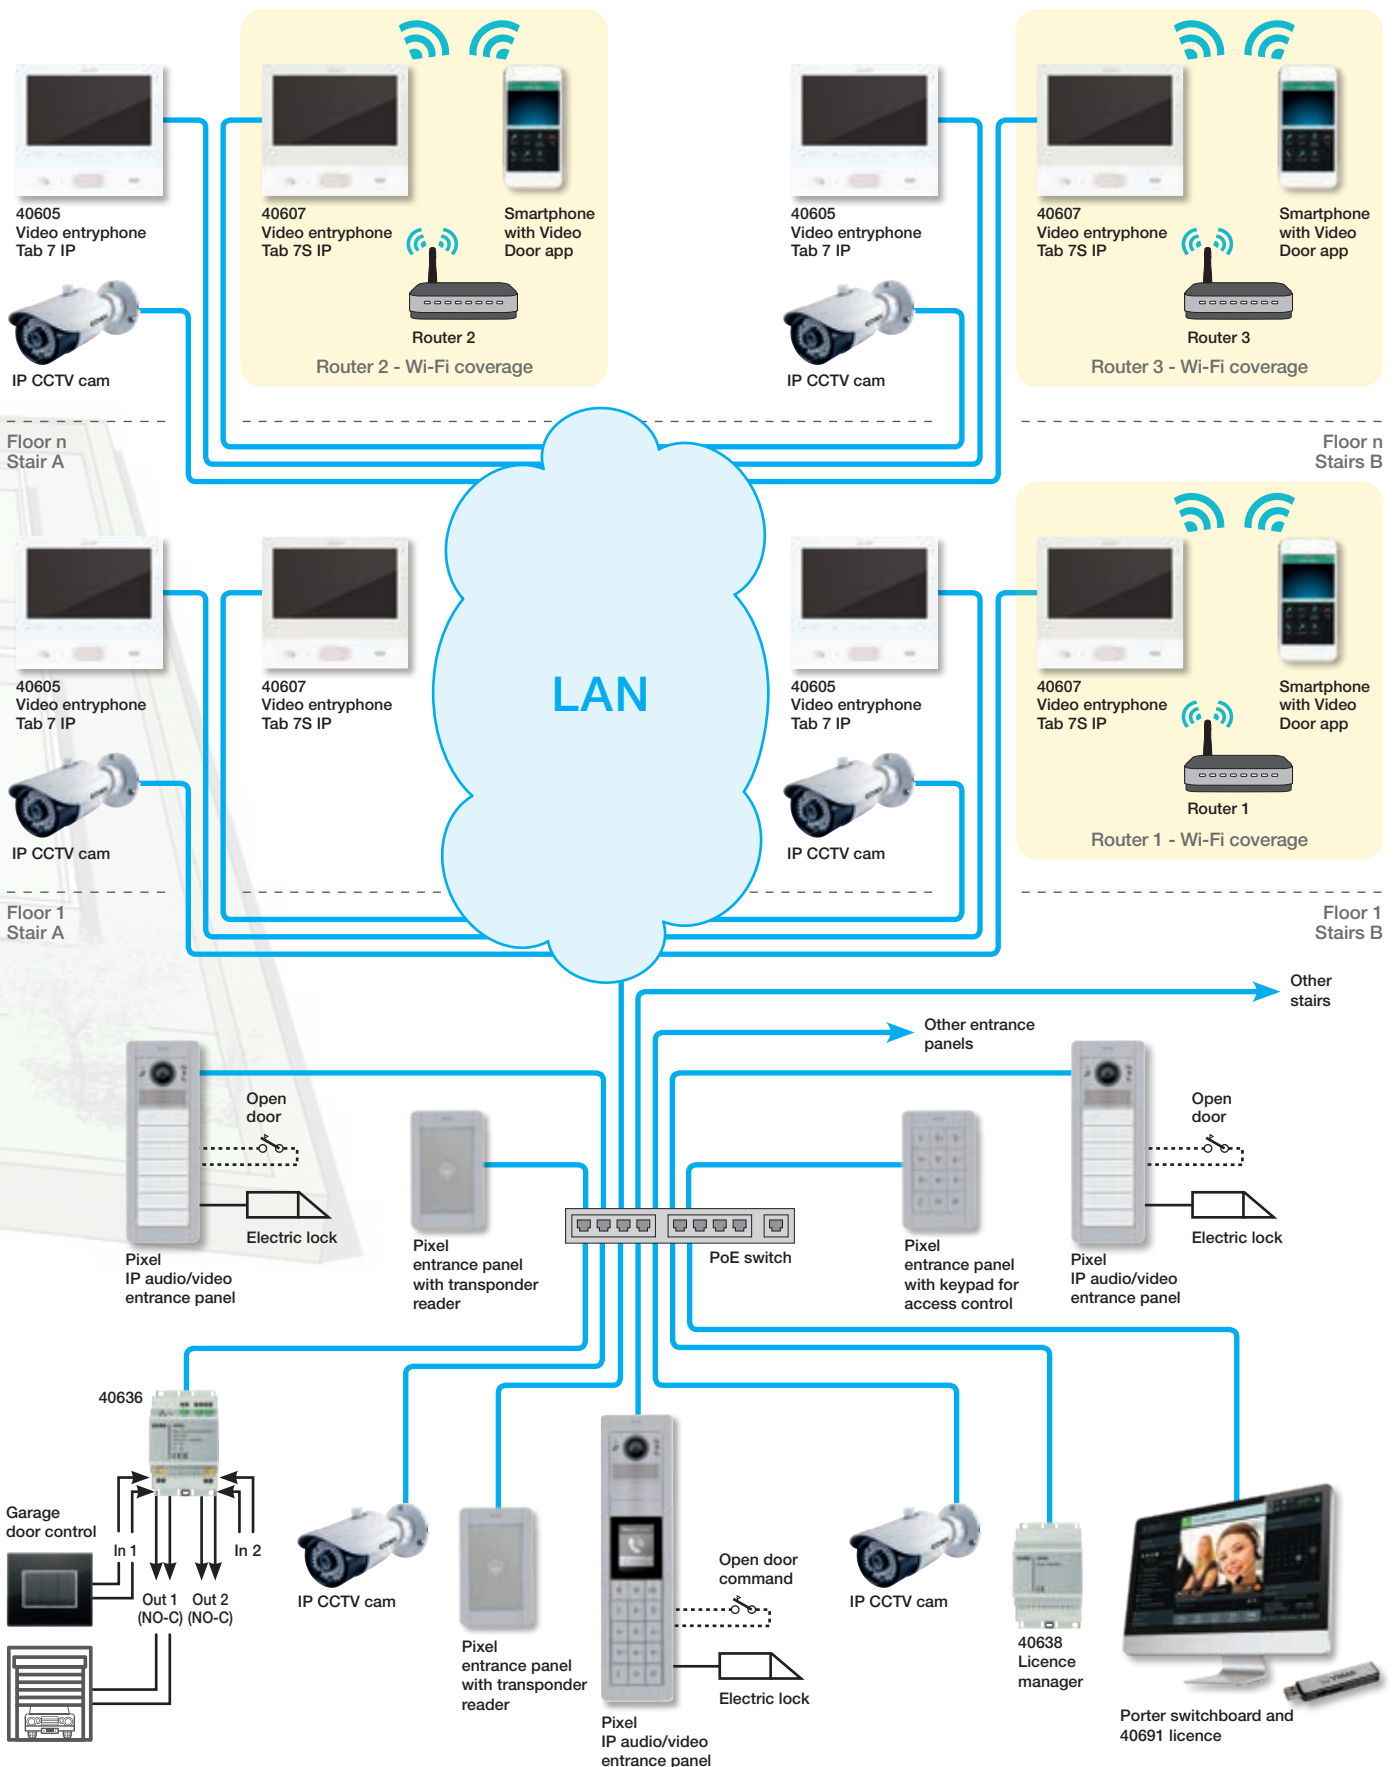 40605
Video entryphone
Tab 7 IP
40607
Video entryphone
Tab 7S IP
Smartphone
with Video
Door app
Router 2
Router 2 - Wi-Fi coverage
IP CCTV cam
40605
Video entryphone
Tab 7 IP
40607
Video entryphone
Tab 7S IP
Smartphone
with Video
Door app
Router 3
Router 3 - Wi-Fi coverage
IP CCTV cam
Floor n
Stair A
Floor n
Stairs B
LAN
40605
Video entryphone
Tab 7 IP
40607
Video entryphone
Tab 7S IP
IP CCTV cam
40605
Video entryphone
Tab 7 IP
40607
Video entryphone
Tab 7S IP
Smartphone
with Video
Door app
Router 1
Router 1 - Wi-Fi coverage
IP CCTV cam
Floor 1
Stair A
Floor 1
Stairs B
Other
stairs
Other entrance
panels
Open
door
Electric lock
Pixel
IP audio/video
entrance panel
Pixel
entrance panel
with transponder
reader
PoE switch
Pixel
entrance panel
with keypad for
access control
Open
door
Electric lock
Pixel
IP audio/video
entrance panel
40636
Garage
door control
In 1
In 2
Out 1
(NO-C)
Out 2
(NO-C)
IP CCTV cam
Pixel
entrance panel
with transponder
reader
Open door
command
Electric lock
Pixel
IP audio/video
entrance panel
IP CCTV cam
40638
Licence
manager
Porter switchboard and
40691 licence